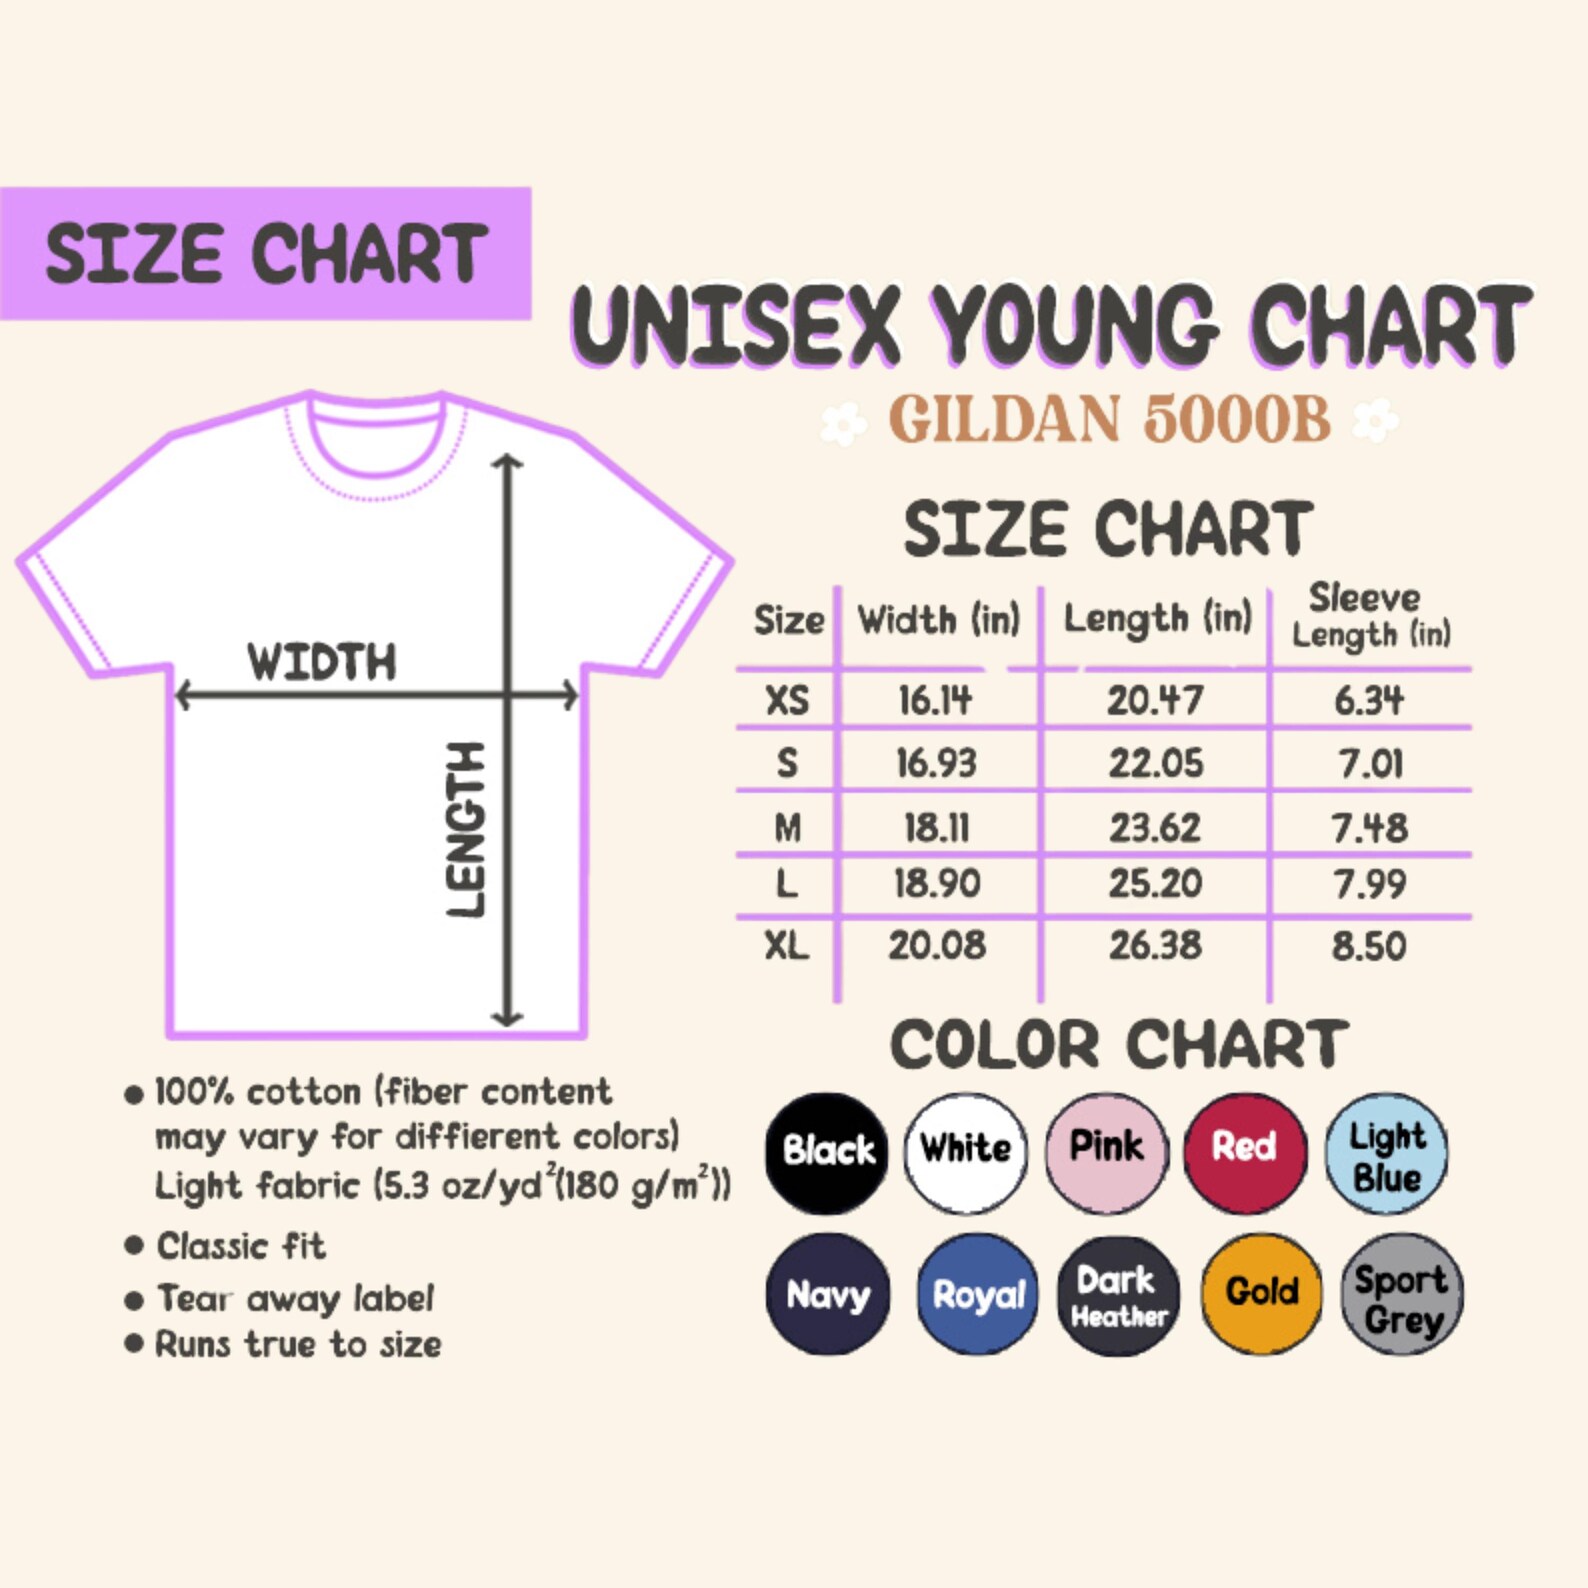 SIZE CHART
UNISEX YOUNG CHART
GILDAN 5000B
WIDTH
LENGTH
SIZE CHART
Size Width (in) Length (in) Sleeve Length (in)
XS 16.14 20.47 6.34
S 16.93 22.05 7.01
M 18.11 23.62 7.48
L 18.90 25.20 7.99
XL 20.08 26.38 8.50
• 100% cotton (fiber content
may vary for diffierent colors)
Light fabric (5.3 oz/yd²(180 g/m²))
• Classic fit
• Tear away label
• Runs true to size
COLOR CHART
Black White Pink Red Light Blue
Navy Royal Dark Heather Gold Sport Grey